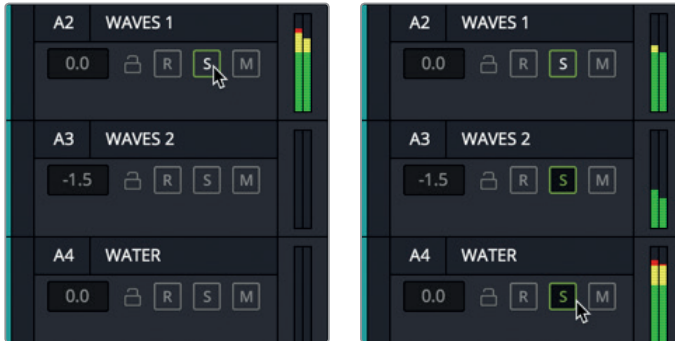 A2 WAVES 1
0.0 R S M
A3 WAVES 2
-1.5 R S M
A4 WATER
0.0 R S M
A2 WAVES 1
0.0 R S M
A3 WAVES 2
-1.5 R S M
A4 WATER
0.0 R S M